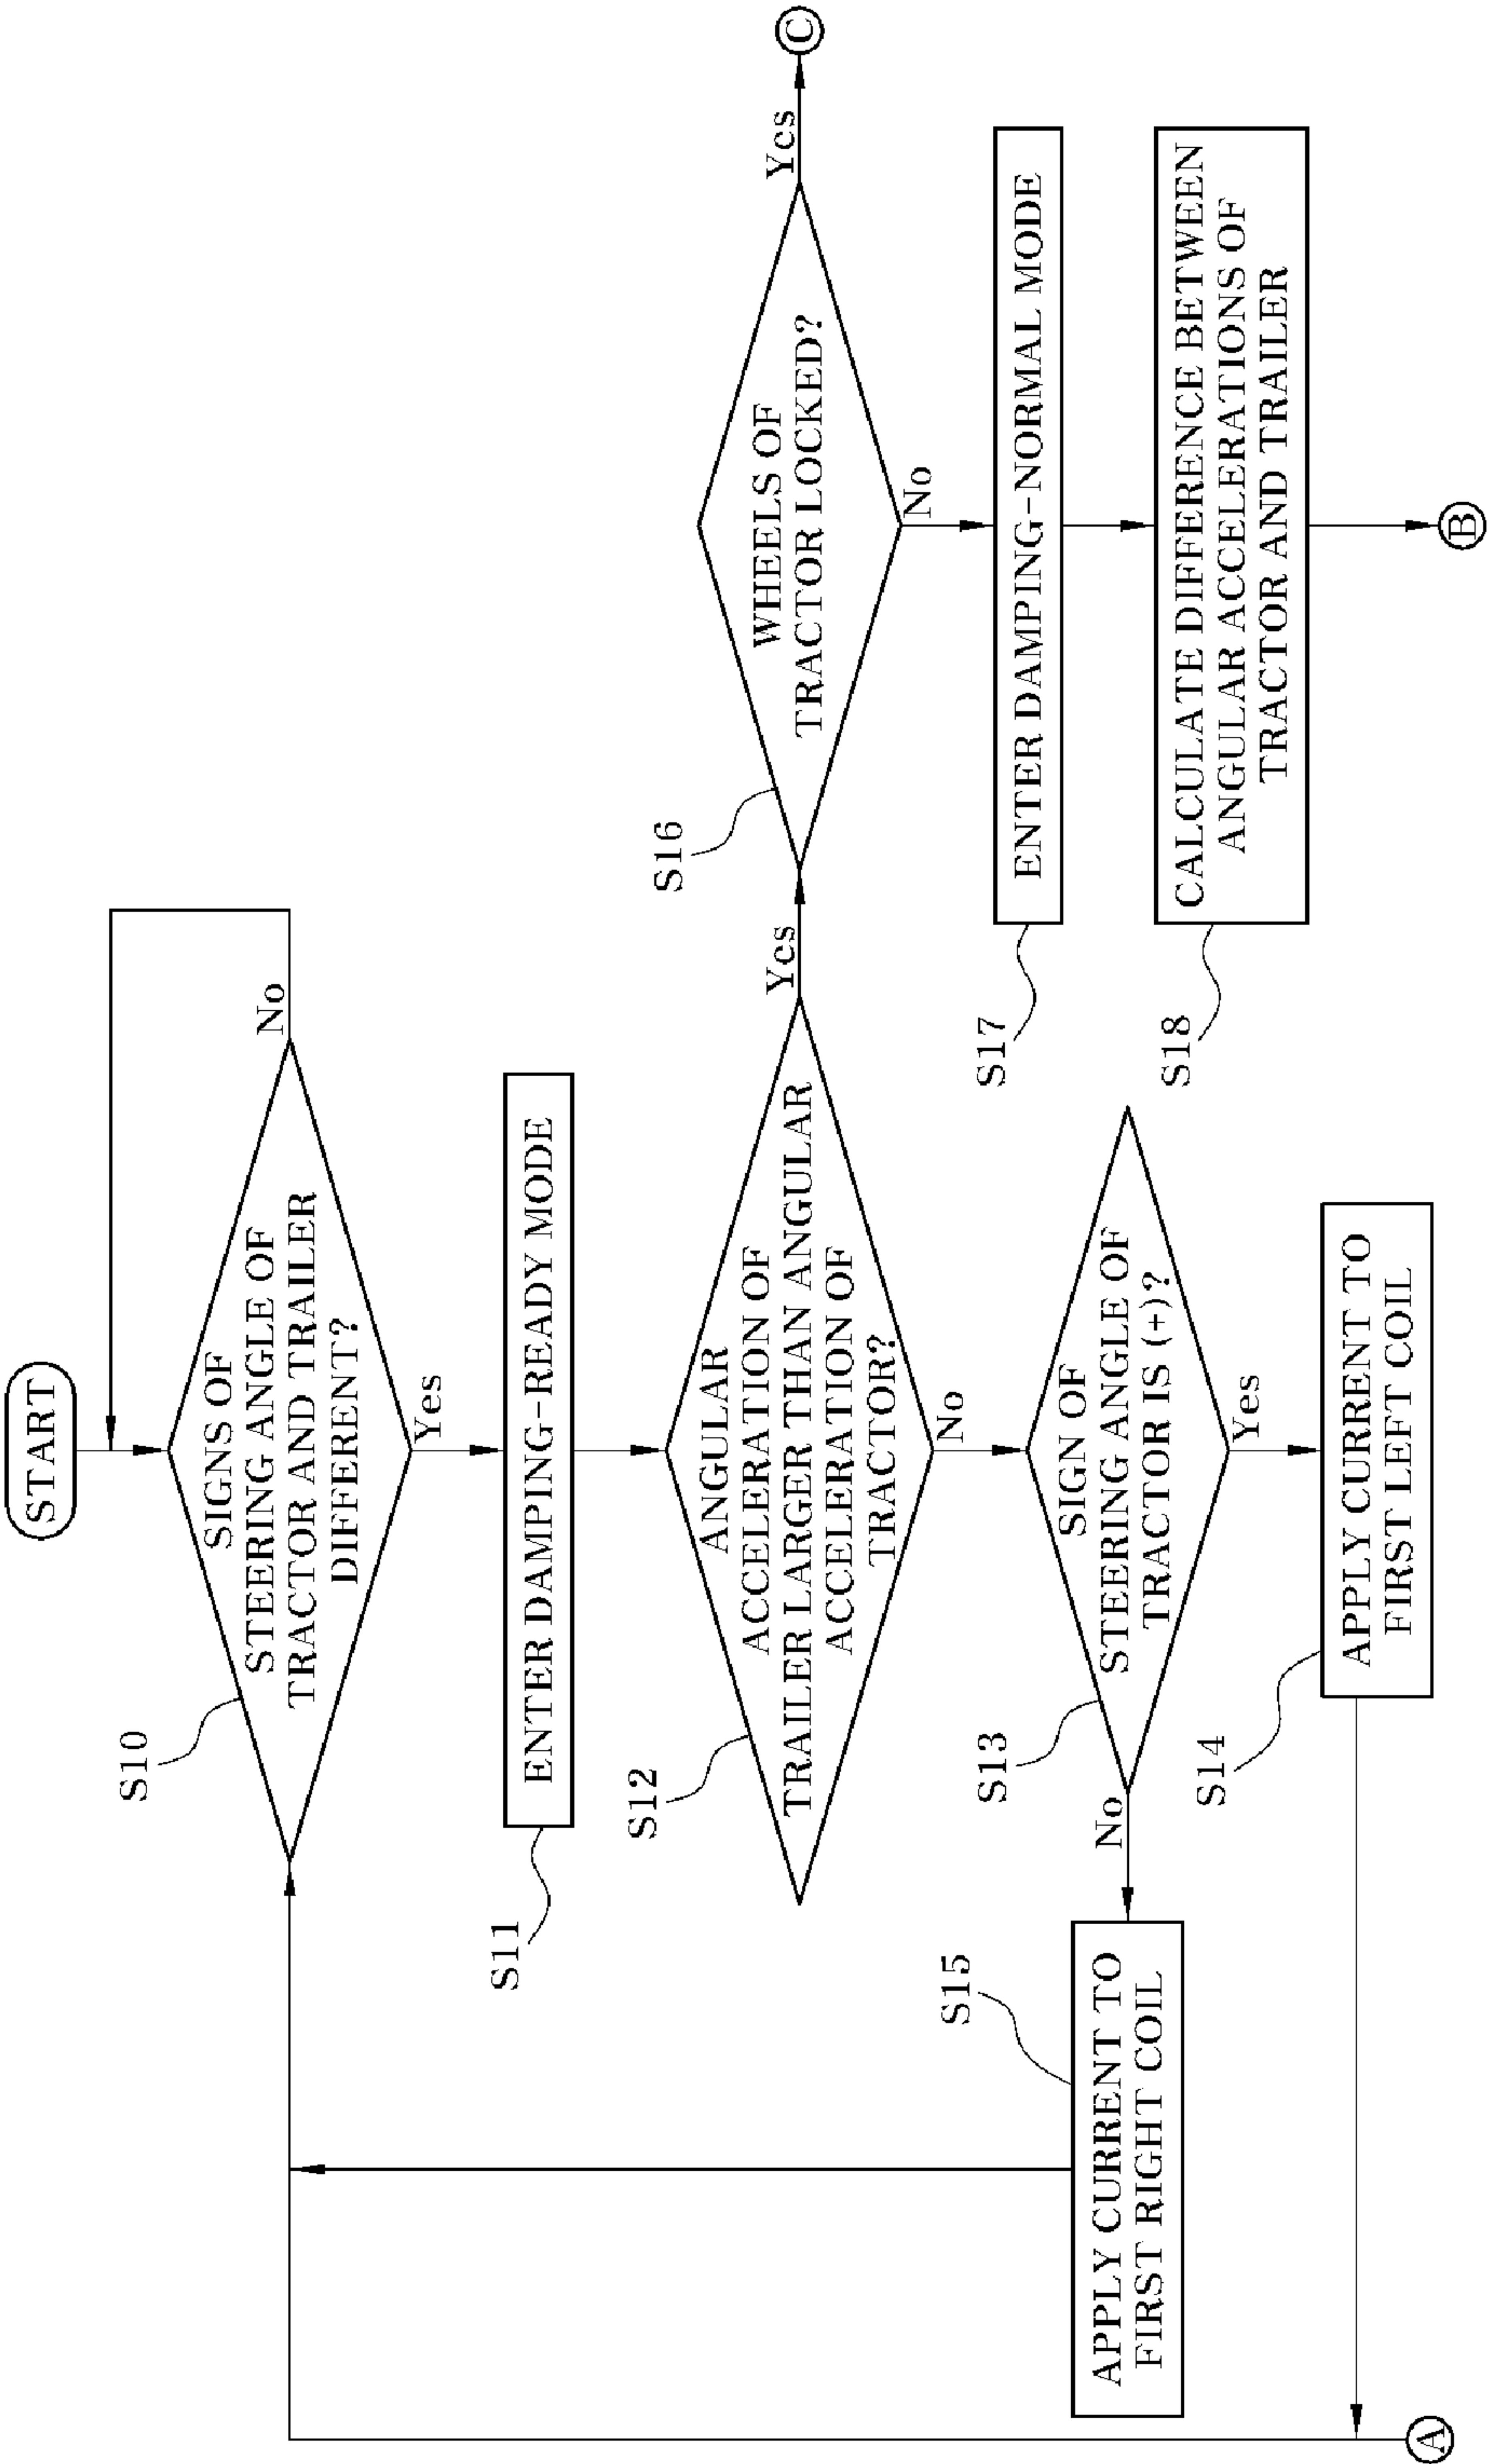 START
S10
SIGNS OF
STEERING ANGLE OF
TRACTOR AND TRAILER
DIFFERENT?
No
Yes
S11
ENTER DAMPING-READY MODE
S12
ANGULAR
ACCELERATION OF
TRAILER LARGER THAN ANGULAR
ACCELERATION OF
TRACTOR?
Yes
No
S16
WHEELS OF
TRACTOR LOCKED?
Yes
C
No
S17
ENTER DAMPING-NORMAL MODE
S18
CALCULATE DIFFERENCE BETWEEN
ANGULAR ACCELERATIONS OF
TRACTOR AND TRAILER
B
S13
SIGN OF
STEERING ANGLE OF
TRACTOR IS (+)?
No
Yes
S15
APPLY CURRENT TO
FIRST RIGHT COIL
S14
APPLY CURRENT TO
FIRST LEFT COIL
A